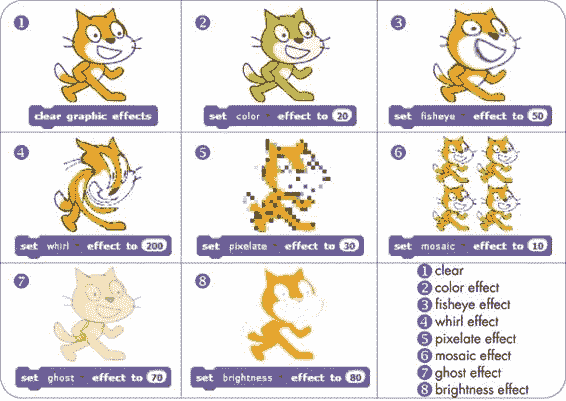 1
clear graphic effects
2
set color effect to 20
3
set fisheye effect to 50
4
set whirl effect to 200
5
set pixelate effect to 30
6
set mosaic effect to 10
7
set ghost effect to 70
8
set brightness effect to 80
1 clear
2 color effect
3 fisheye effect
4 whirl effect
5 pixelate effect
6 mosaic effect
7 ghost effect
8 brightness effect